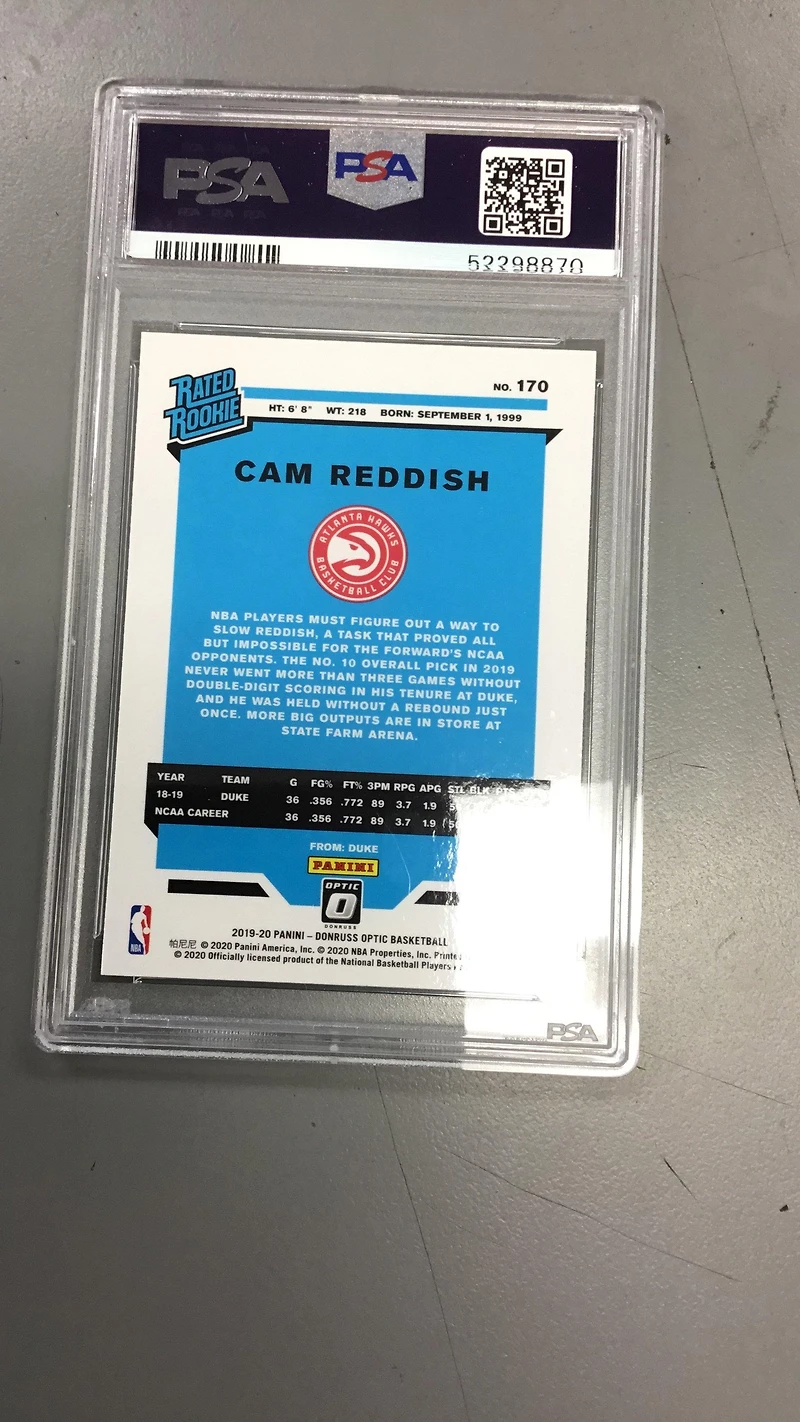 PSA
PSA
52298870
RATED
ROOKIE
NO. 170
HT: 6' 8" WT: 218 BORN: SEPTEMBER 1, 1999
CAM REDDISH
ATLANTA HAWKS
BASKETBALL CLUB
NBA PLAYERS MUST FIGURE OUT A WAY TO
SLOW REDDISH, A TASK THAT PROVED ALL
BUT IMPOSSIBLE FOR THE FORWARD'S NCAA
OPPONENTS. THE NO. 10 OVERALL PICK IN 2019
NEVER WENT MORE THAN THREE GAMES WITHOUT
DOUBLE-DIGIT SCORING IN HIS TENURE AT DUKE,
AND HE WAS HELD WITHOUT A REBOUND JUST
ONCE. MORE BIG OUTPUTS ARE IN STORE AT
STATE FARM ARENA.
YEAR TEAM G FG% FT% 3PM RPG APG STL BLK PTS
18-19 DUKE 36 .356 .772 89 3.7 1.9
NCAA CAREER 36 .356 .772 89 3.7 1.9
FROM: DUKE
PANINI
OPTIC
DONRUSS
NBA
2019-20 PANINI – DONRUSS OPTIC BASKETBALL
帕尼尼 © 2020 Panini America, Inc. © 2020 NBA Properties, Inc.
© 2020 Officially licensed product of the National Basketball Players
PSA